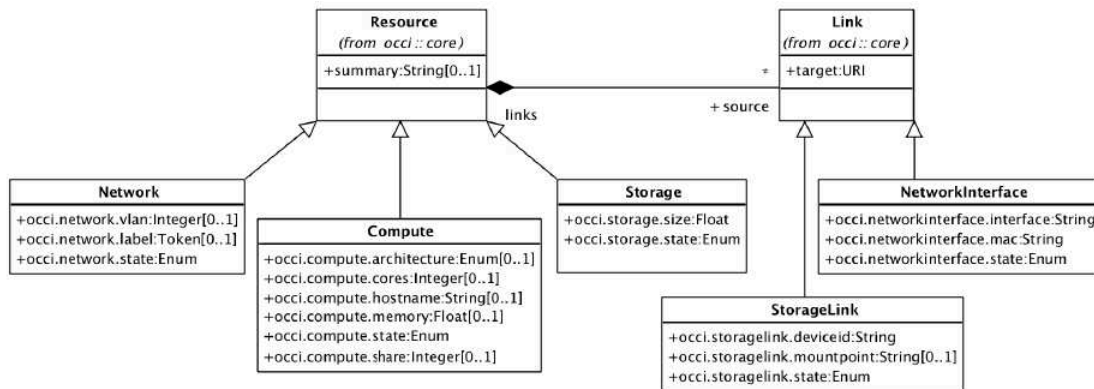 Resource
(from occi::core)
+summary:String[0..1]
Link
(from occi::core)
+target:URI
*
+ source
links
Network
+occi.network.vlan:Integer[0..1]
+occi.network.label:Token[0..1]
+occi.network.state:Enum
Compute
+occi.compute.architecture:Enum[0..1]
+occi.compute.cores:Integer[0..1]
+occi.compute.hostname:String[0..1]
+occi.compute.memory:Float[0..1]
+occi.compute.state:Enum
+occi.compute.share:Integer[0..1]
Storage
+occi.storage.size:Float
+occi.storage.state:Enum
NetworkInterface
+occi.networkinterface.interface:String
+occi.networkinterface.mac:String
+occi.networkinterface.state:Enum
StorageLink
+occi.storagelink.deviceid:String
+occi.storagelink.mountpoint:String[0..1]
+occi.storagelink.state:Enum